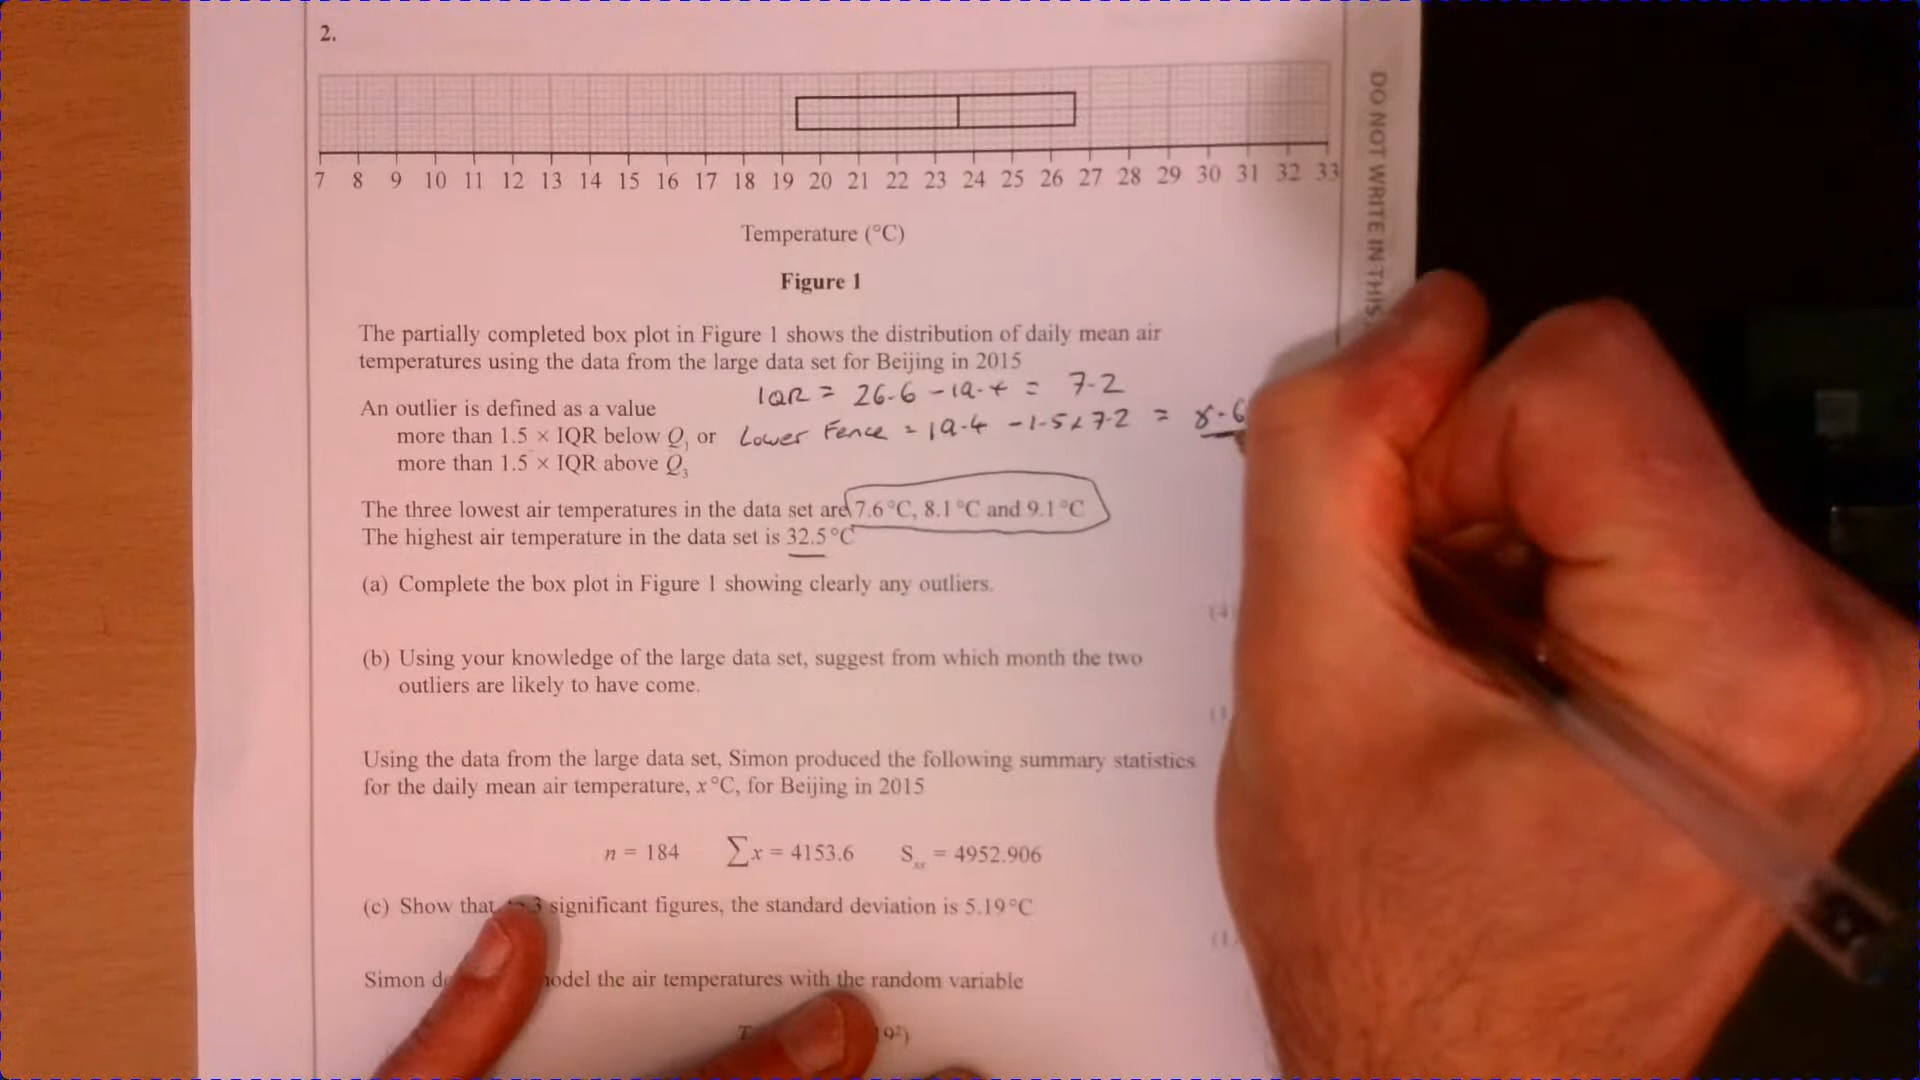 2.
7 8 9 10 11 12 13 14 15 16 17 18 19 20 21 22 23 24 25 26 27 28 29 30 31 32 33
Temperature (°C)
Figure 1
The partially completed box plot in Figure 1 shows the distribution of daily mean air
temperatures using the data from the large data set for Beijing in 2015
IQR = 26.6 - 19.4 = 7.2
An outlier is defined as a value
more than 1.5 × IQR below Q₁ or
Lower Fence = 19.4 - 1.5 × 7.2 = 8.6
more than 1.5 × IQR above Q₃
The three lowest air temperatures in the data set are 7.6 °C, 8.1 °C and 9.1 °C
The highest air temperature in the data set is 32.5 °C
(a) Complete the box plot in Figure 1 showing clearly any outliers.
(4
(b) Using your knowledge of the large data set, suggest from which month the two
outliers are likely to have come.
(1
Using the data from the large data set, Simon produced the following summary statistics
for the daily mean air temperature, x °C, for Beijing in 2015
n = 184 ∑x = 4153.6 Sₓₓ = 4952.906
(c) Show that, 3 significant figures, the standard deviation is 5.19 °C
(1
Simon the air temperatures with the random variable
T 9²)
DO NOT WRITE IN THIS